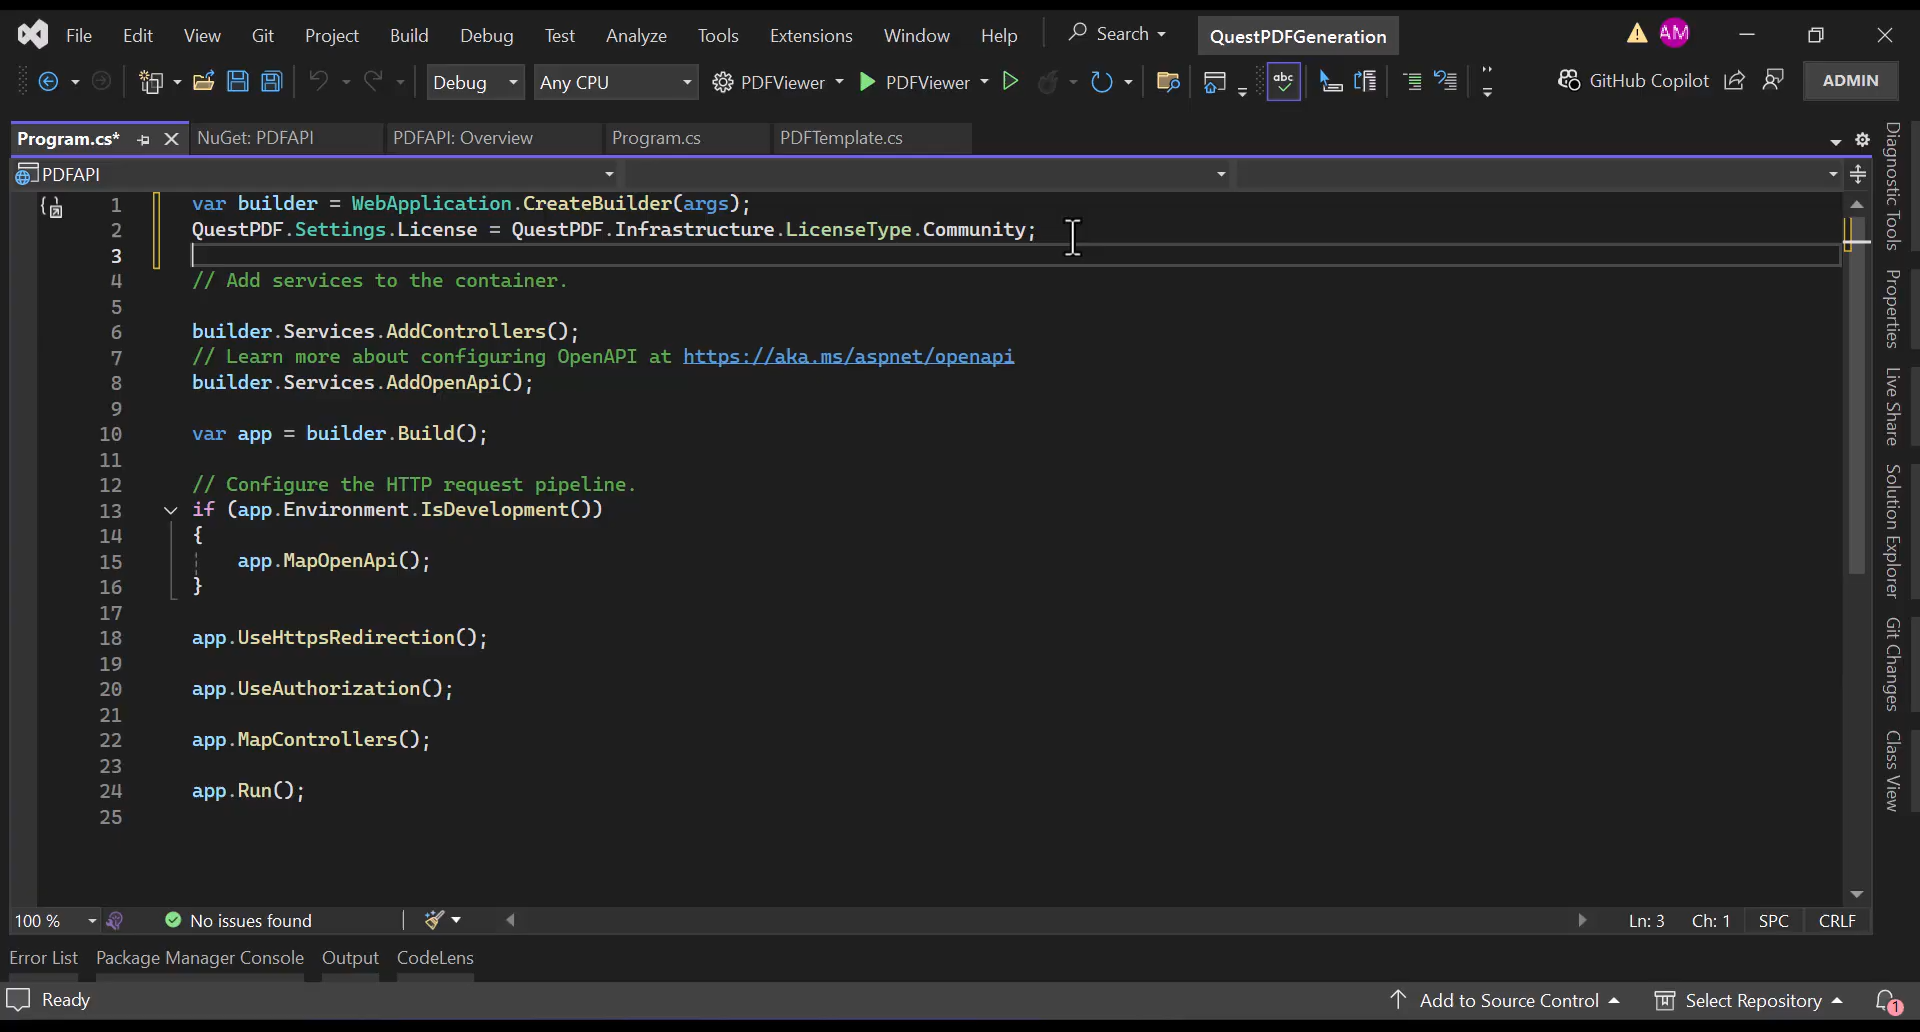 File Edit View Git Project Build Debug Test Analyze Tools Extensions Window Help Search QuestPDFGeneration AM
Debug Any CPU PDFViewer PDFViewer abc GitHub Copilot ADMIN
Program.cs* NuGet: PDFAPI PDFAPI: Overview Program.cs PDFTemplate.cs
PDFAPI
1 var builder = WebApplication.CreateBuilder(args);
2 QuestPDF.Settings.License = QuestPDF.Infrastructure.LicenseType.Community;
3
4 // Add services to the container.
5
6 builder.Services.AddControllers();
7 // Learn more about configuring OpenAPI at https://aka.ms/aspnet/openapi
8 builder.Services.AddOpenApi();
9
10 var app = builder.Build();
11
12 // Configure the HTTP request pipeline.
13 if (app.Environment.IsDevelopment())
14 {
15 app.MapOpenApi();
16 }
17
18 app.UseHttpsRedirection();
19
20 app.UseAuthorization();
21
22 app.MapControllers();
23
24 app.Run();
25
Diagnostic Tools
Properties
Live Share
Solution Explorer
Git Changes
Class View
100 % No issues found Ln: 3 Ch: 1 SPC CRLF
Error List Package Manager Console Output CodeLens
Ready Add to Source Control Select Repository 1